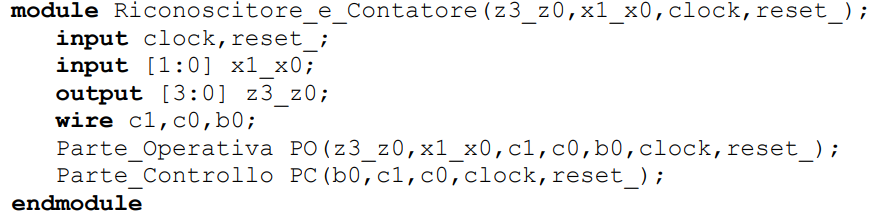 module Riconoscitore_e_Contatore(z3_z0,x1_x0,clock,reset_);
input clock,reset_;
input [1:0] x1_x0;
output [3:0] z3_z0;
wire c1,c0,b0;
Parte_Operativa PO(z3_z0,x1_x0,c1,c0,b0,clock,reset_);
Parte_Controllo PC(b0,c1,c0,clock,reset_);
endmodule